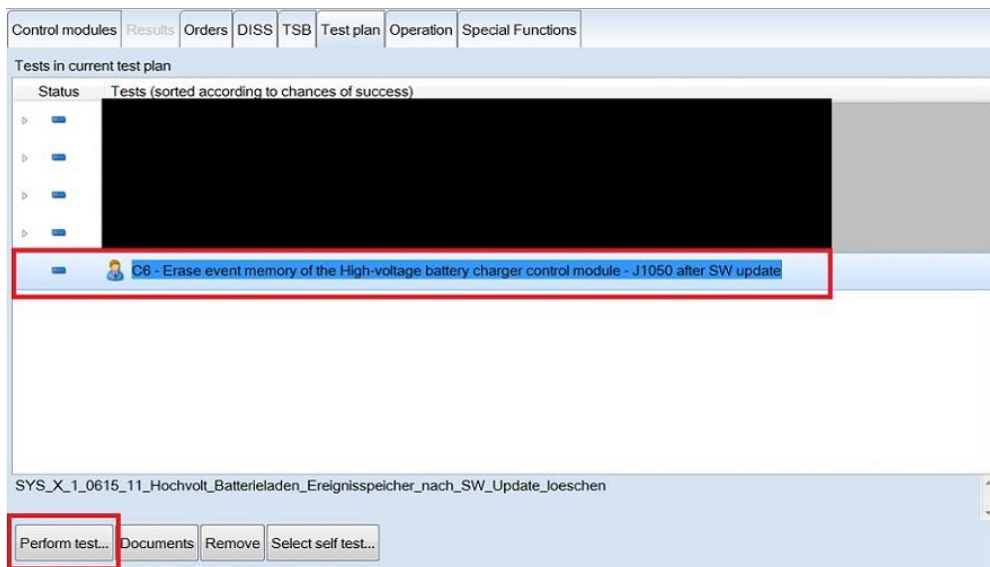 Control modules Results Orders DISS TSB Test plan Operation Special Functions
Tests in current test plan
Status Tests (sorted according to chances of success)
C6 - Erase event memory of the High-voltage battery charger control module - J1050 after SW update
SYS_X_1_0615_11_Hochvolt_Batterieladen_Ereignisspeicher_nach_SW_Update_loeschen
Perform test... Documents Remove Select self test...